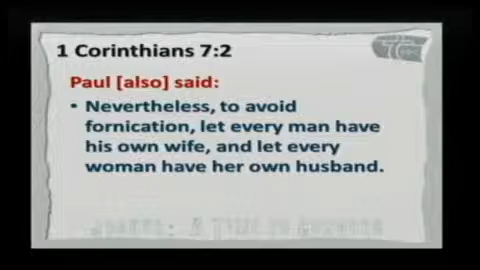 1 Corinthians 7:2
Paul [also] said:
• Nevertheless, to avoid
fornication, let every man have
his own wife, and let every
woman have her own husband.